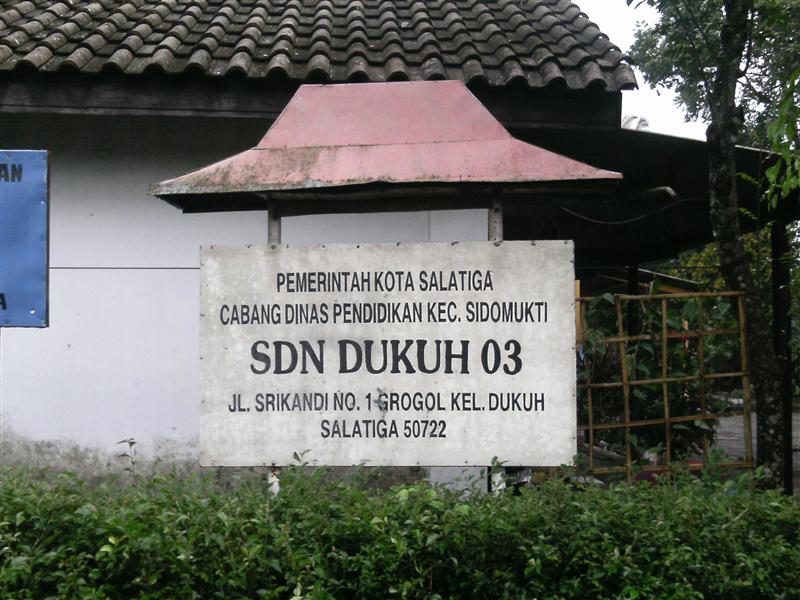 PEMERINTAH KOTA SALATIGA
CABANG DINAS PENDIDIKAN KEC. SIDOMUKTI
SDN DUKUH 03
JL. SRIKANDI NO. 1 GROGOL KEL. DUKUH
SALATIGA 50722